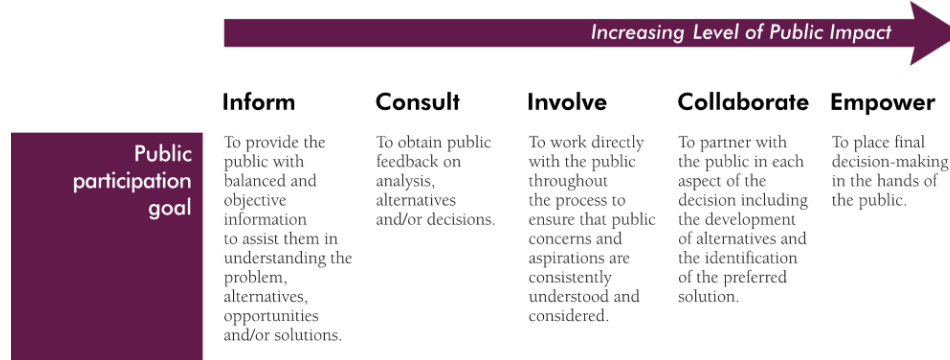 Increasing Level of Public Impact
Inform
Consult
Involve
Collaborate
Empower
Public
participation
goal
To provide the
public with
balanced and
objective
information
to assist them in
understanding the
problem,
alternatives,
opportunities
and/or solutions.
To obtain public
feedback on
analysis,
alternatives
and/or decisions.
To work directly
with the public
throughout
the process to
ensure that public
concerns and
aspirations are
consistently
understood and
considered.
To partner with
the public in each
aspect of the
decision including
the development
of alternatives and
the identification
of the preferred
solution.
To place final
decision-making
in the hands of
the public.